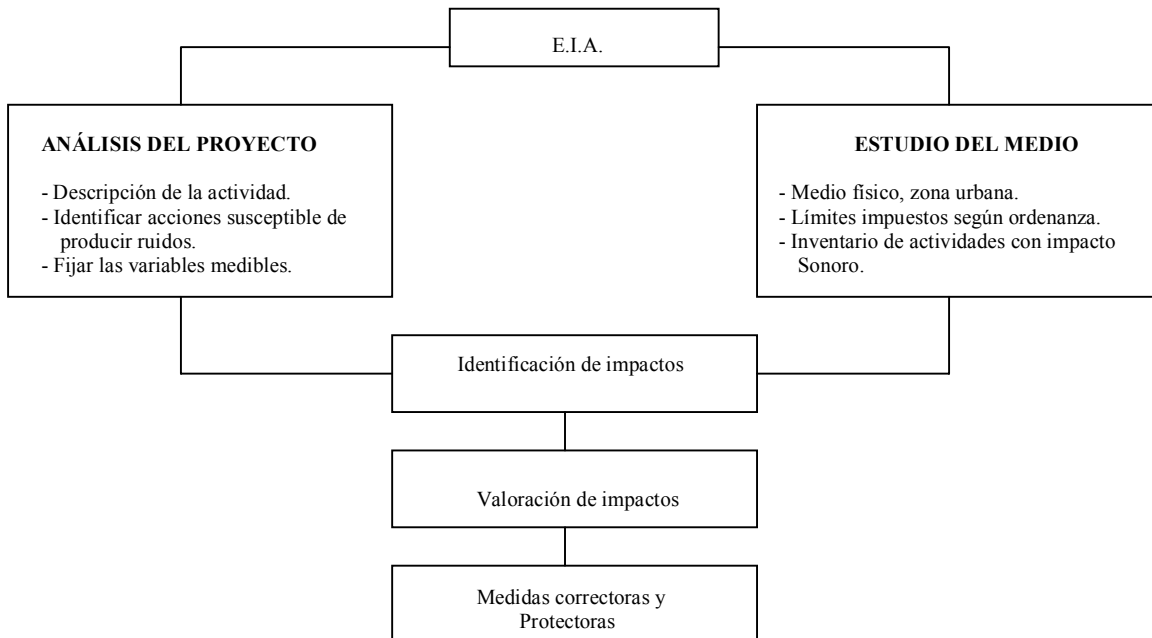 E.I.A.
ANÁLISIS DEL PROYECTO
- Descripción de la actividad.
- Identificar acciones susceptible de
producir ruidos.
- Fijar las variables medibles.
ESTUDIO DEL MEDIO
- Medio físico, zona urbana.
- Límites impuestos según ordenanza.
- Inventario de actividades con impacto
Sonoro.
Identificación de impactos
Valoración de impactos
Medidas correctoras y
Protectoras